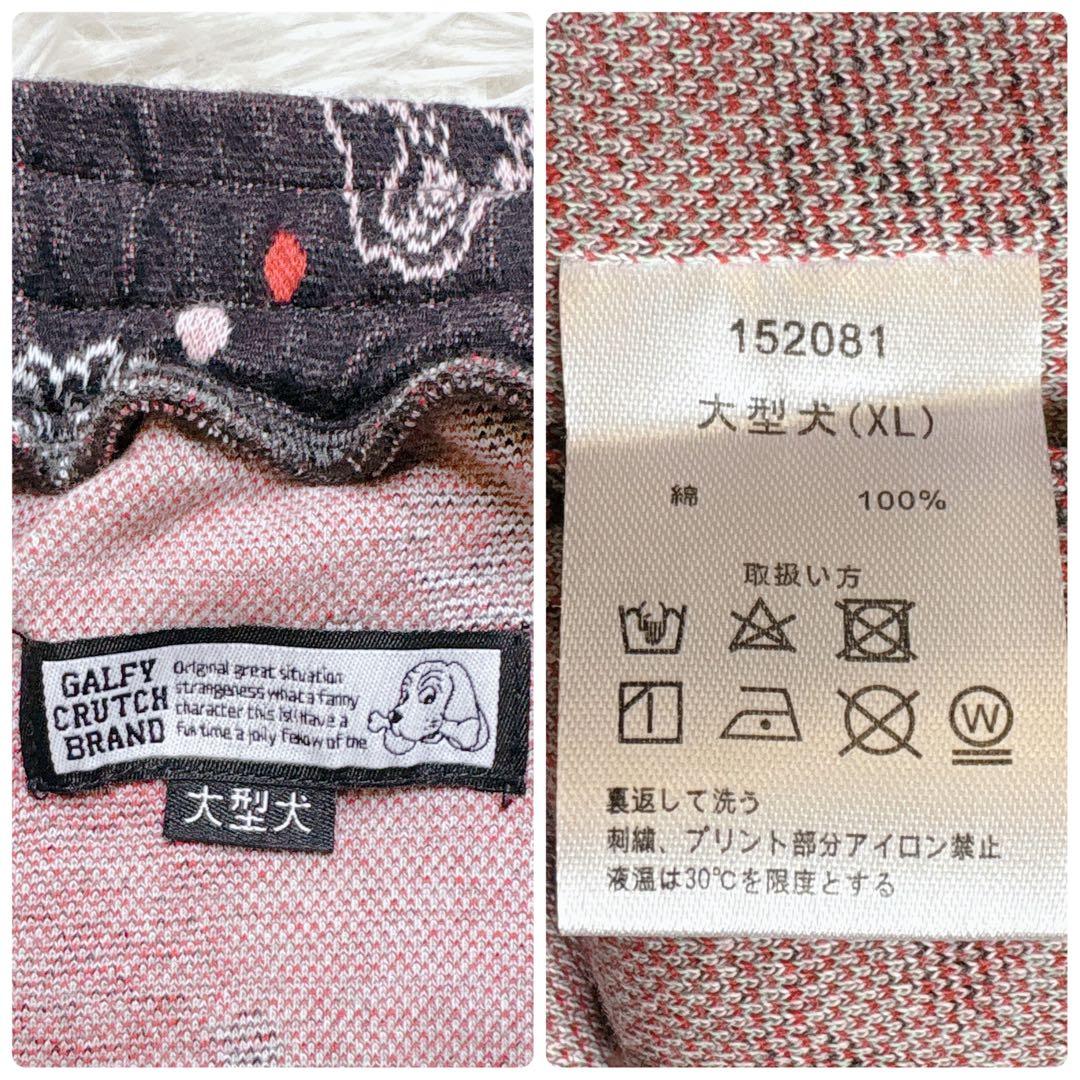 GALFY
CRUTCH
BRAND
Original great situation
strangeness what a fanny
character this is! Have a
fun time a jolly fellow of the
大型犬
152081
大型犬(XL)
綿 100%
取扱い方
W
裏返して洗う
刺繍、プリント部分アイロン禁止
液温は30℃を限度とする